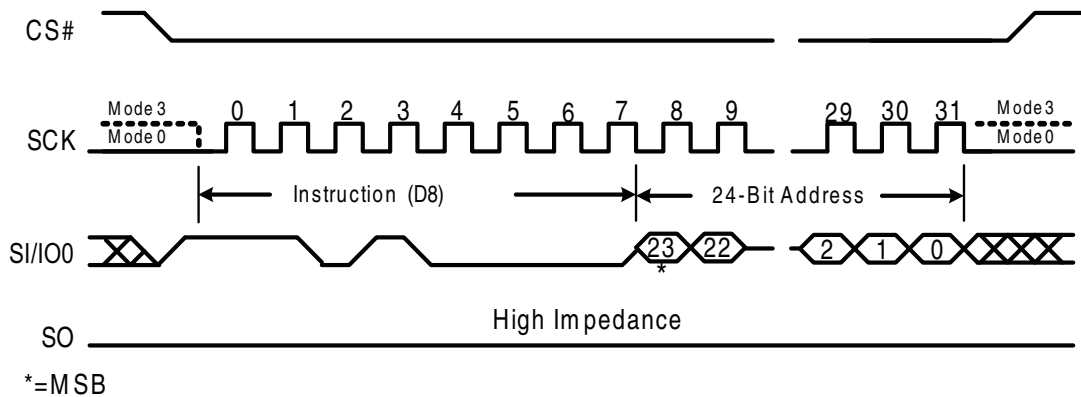 CS#
Mode 3
0 1 2 3 4 5 6 7 8 9 29 30 31
Mode 3
SCK
Mode 0
Mode 0
Instruction (D8)
24-Bit Address
SI/IO0
23 22 2 1 0
*
High Impedance
SO
*=MSB